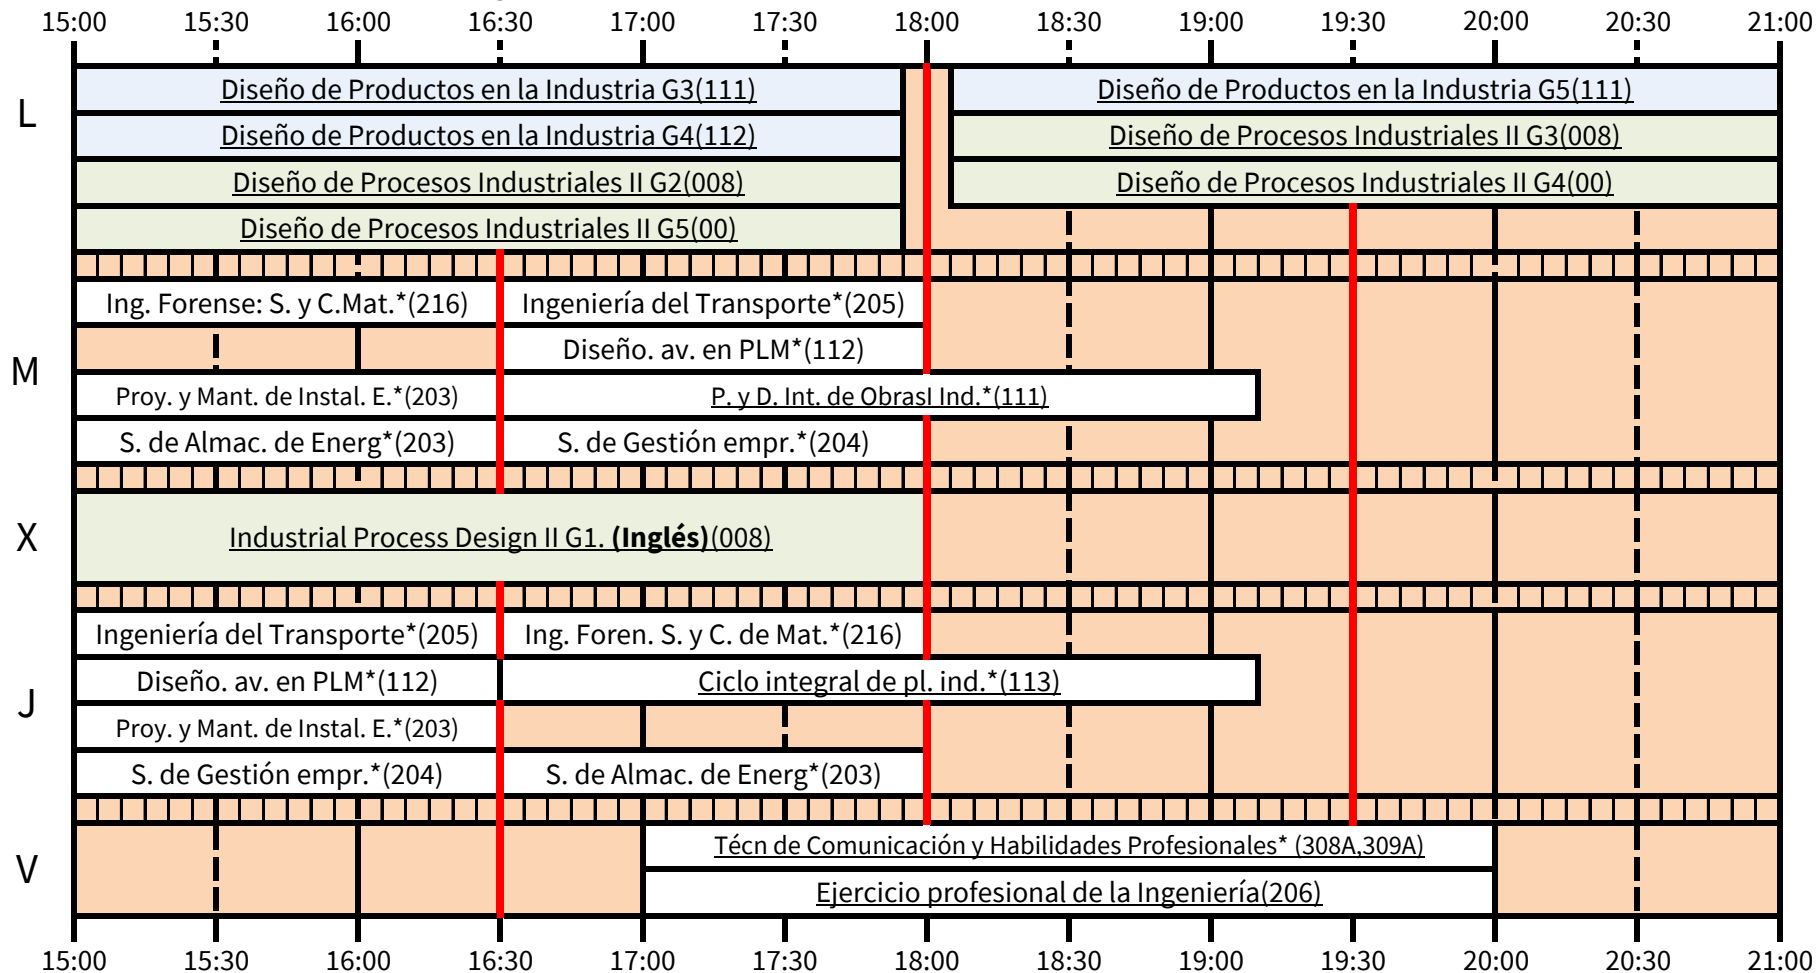 15:00 15:30 16:00 16:30 17:00 17:30 18:00 18:30 19:00 19:30 20:00 20:30 21:00
L
Diseño de Productos en la Industria G3(111) Diseño de Productos en la Industria G5(111)
Diseño de Productos en la Industria G4(112) Diseño de Procesos Industriales II G3(008)
Diseño de Procesos Industriales II G2(008) Diseño de Procesos Industriales II G4(00)
Diseño de Procesos Industriales II G5(00)
M
Ing. Forense: S. y C.Mat.*(216) Ingeniería del Transporte*(205)
Diseño. av. en PLM*(112)
Proy. y Mant. de Instal. E.*(203) P. y D. Int. de ObrasI Ind.*(111)
S. de Almac. de Energ*(203) S. de Gestión empr.*(204)
X
Industrial Process Design II G1. (Inglés)(008)
J
Ingeniería del Transporte*(205) Ing. Foren. S. y C. de Mat.*(216)
Diseño. av. en PLM*(112) Ciclo integral de pl. ind.*(113)
Proy. y Mant. de Instal. E.*(203)
S. de Gestión empr.*(204) S. de Almac. de Energ*(203)
V
Técn de Comunicación y Habilidades Profesionales* (308A,309A)
Ejercicio profesional de la Ingeniería(206)
15:00 15:30 16:00 16:30 17:00 17:30 18:00 18:30 19:00 19:30 20:00 20:30 21:00